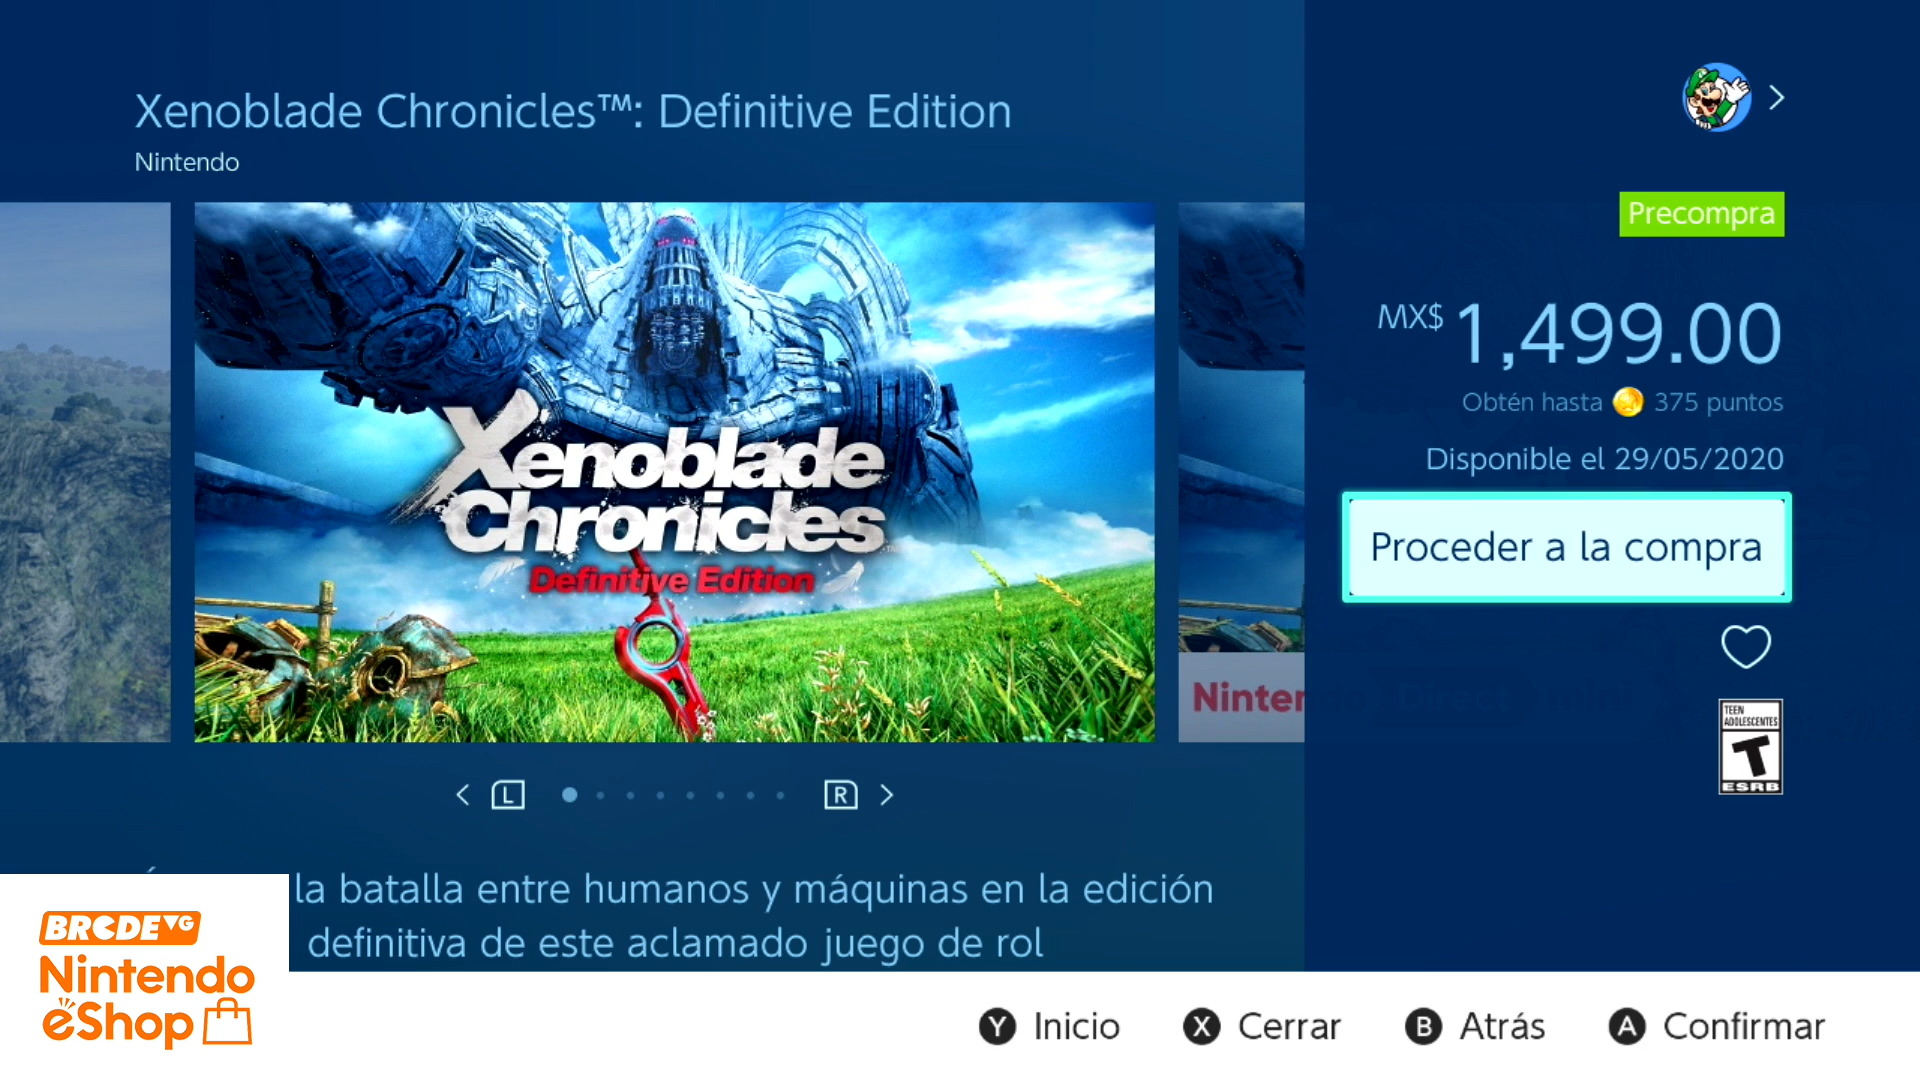 Xenoblade Chronicles™: Definitive Edition
Nintendo
Precompra
MX$ 1,499.00
Obtén hasta 375 puntos
Disponible el 29/05/2020
Proceder a la compra
Xenoblade
Chronicles
Definitive Edition
Ninten
TEEN
ADOLESCENTES
T
ESRB
L
R
la batalla entre humanos y máquinas en la edición
definitiva de este aclamado juego de rol
BRCDEVG
Nintendo
eShop
Y Inicio
X Cerrar
B Atrás
A Confirmar